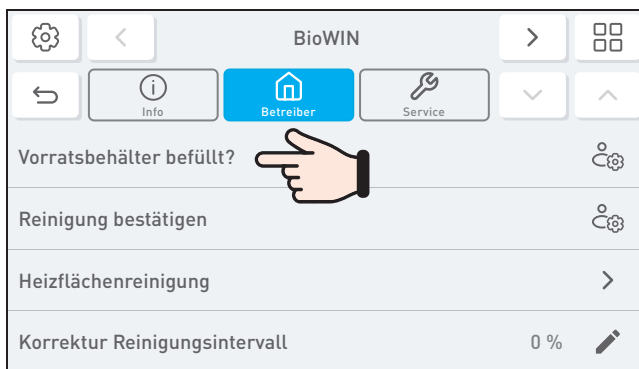 BioWIN
Info
Betreiber
Service
Vorratsbehälter befüllt?
Reinigung bestätigen
Heizflächenreinigung
Korrektur Reinigungsintervall 0 %